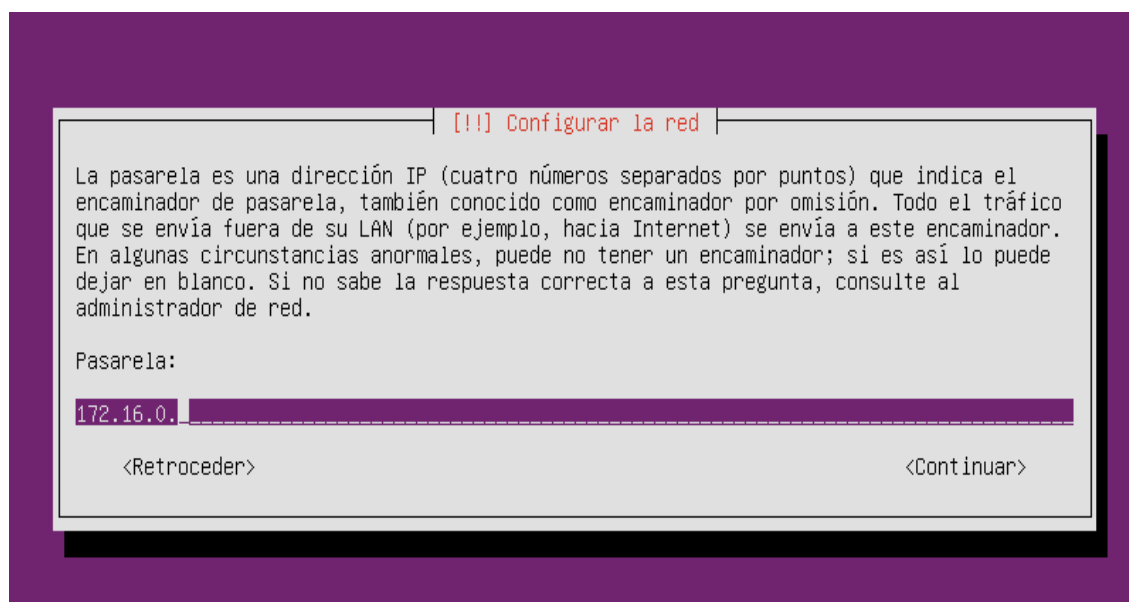 [!!] Configurar la red
La pasarela es una dirección IP (cuatro números separados por puntos) que indica el
encaminador de pasarela, también conocido como encaminador por omisión. Todo el tráfico
que se envía fuera de su LAN (por ejemplo, hacia Internet) se envía a este encaminador.
En algunas circunstancias anormales, puede no tener un encaminador; si es así lo puede
dejar en blanco. Si no sabe la respuesta correcta a esta pregunta, consulte al
administrador de red.
Pasarela:
172.16.0.
<Retroceder> <Continuar>